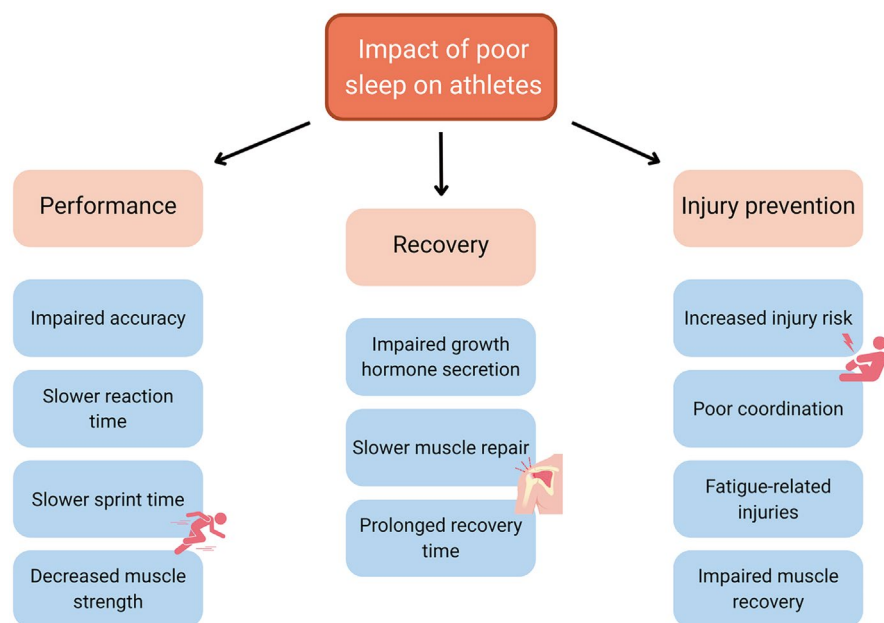 Impact of poor
sleep on athletes
Performance
Impaired accuracy
Slower reaction
time
Slower sprint time
Decreased muscle
strength
Recovery
Impaired growth
hormone secretion
Slower muscle repair
Prolonged recovery
time
Injury prevention
Increased injury risk
Poor coordination
Fatigue-related
injuries
Impaired muscle
recovery